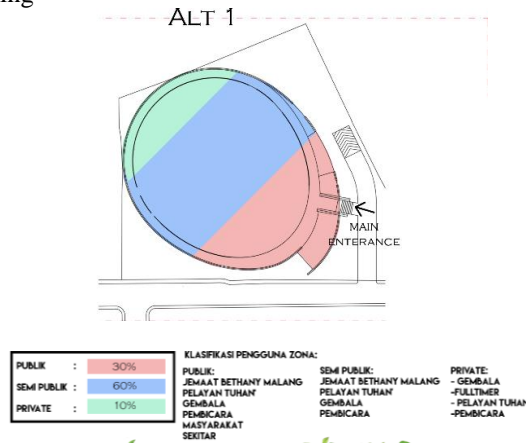 ing
ALT 1
MAIN
ENTERANCE
PUBLIK : 30%
SEMI PUBLIK : 60%
PRIVATE : 10%
KLASIFIKASI PENGGUNA ZONA:
PUBLIK:
JEMAAT BETHANY MALANG
PELAYAN TUHAN
GEMBALA
PEMBICARA
MASYARAKAT
SEKITAR
SEMI PUBLIK:
JEMAAT BETHANY MALANG
PELAYAN TUHAN
GEMBALA
PEMBICARA
PRIVATE:
- GEMBALA
-FULLTIMER
- PELAYAN TUHAN
-PEMBICARA